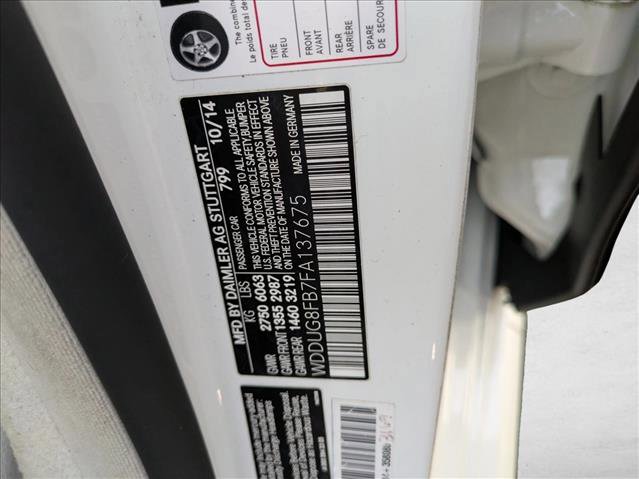 The combine
Le poids total des
TIRE
PNEU
FRONT
AVANT
REAR
ARRIÈRE
SPARE
DE SECOUR
MFD BY DAIMLER AG STUTTGART 10/14
PASSENGER CAR 799
KG LBS THIS VEHICLE CONFORMS TO ALL APPLICABLE
U.S. FEDERAL MOTOR VEHICLE SAFETY, BUMPER
GVWR 2750 6063 AND THEFT PREVENTION STANDARDS IN EFFECT
GAWR FRONT 1355 2987 ON THE DATE OF MANUFACTURE SHOWN ABOVE
GAWR REAR 1460 3219 MADE IN GERMANY
WDDUG8FB7FA137675